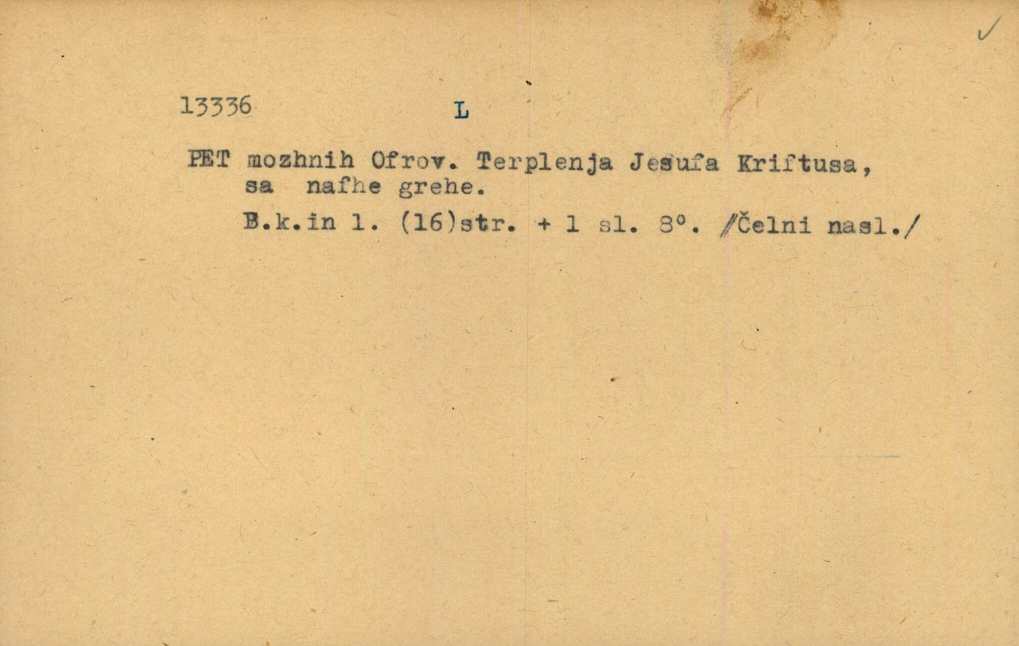 13336 L
PET mozhnih Ofrov. Terplenja Jesufa Kriftusa,
sa nafhe grehe.
B.k.in l. (16)str. + 1 sl. 8°. /Čelni nasl./